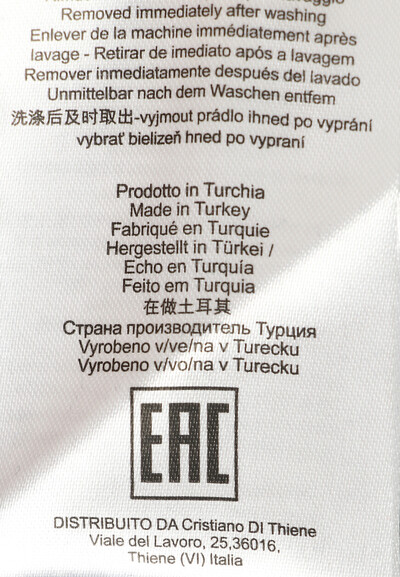 Removed immediately after washing
Enlever de la machine immédiatement après
lavage - Retirar de imediato após a lavagem
Remover inmediatamente después del lavado
Unmittelbar nach dem Waschen entfem
洗涤后及时取出-vyjmout prádlo ihned po vyprání
vybrať bielizeň hned po vypraní
Prodotto in Turchia
Made in Turkey
Fabriqué en Turquie
Hergestellt in Türkei /
Echo en Turquía
Feito em Turquia
在做土耳其
Страна производитель Турция
Vyrobeno v/ve/na v Turecku
Vyrobeno v/vo/na v Turecku
EAC
DISTRIBUITO DA Cristiano DI Thiene
Viale del Lavoro, 25,36016,
Thiene (VI) Italia